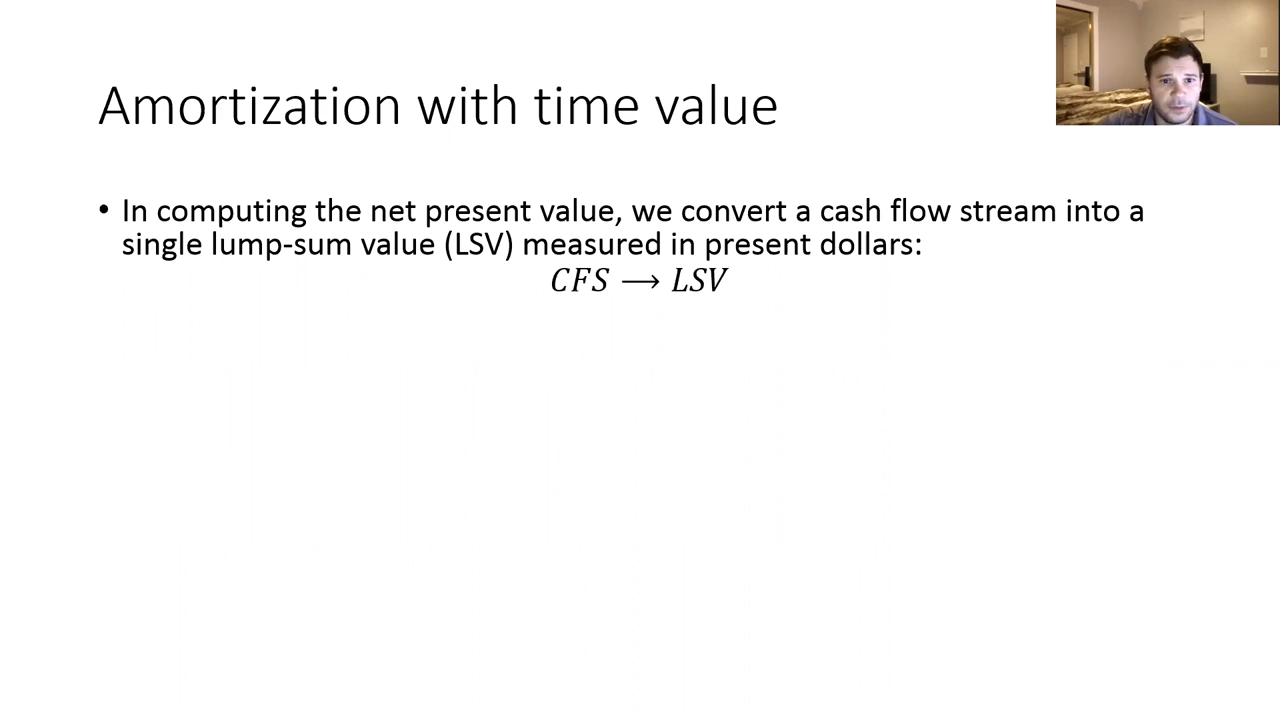 Amortization with time value
• In computing the net present value, we convert a cash flow stream into a
single lump-sum value (LSV) measured in present dollars:
CFS ⟶ LSV